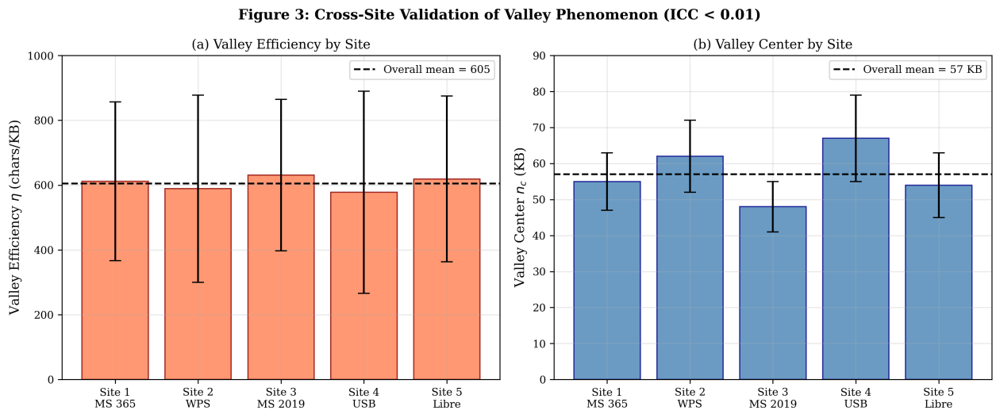 Figure 3: Cross-Site Validation of Valley Phenomenon (ICC < 0.01)
(a) Valley Efficiency by Site
Valley Efficiency η (chars/KB)
1000
800
600
400
200
0
Overall mean = 605
Site 1
MS 365
Site 2
WPS
Site 3
MS 2019
Site 4
USB
Site 5
Libre
(b) Valley Center by Site
Valley Center n_c (KB)
90
80
70
60
50
40
30
20
10
0
Overall mean = 57 KB
Site 1
MS 365
Site 2
WPS
Site 3
MS 2019
Site 4
USB
Site 5
Libre